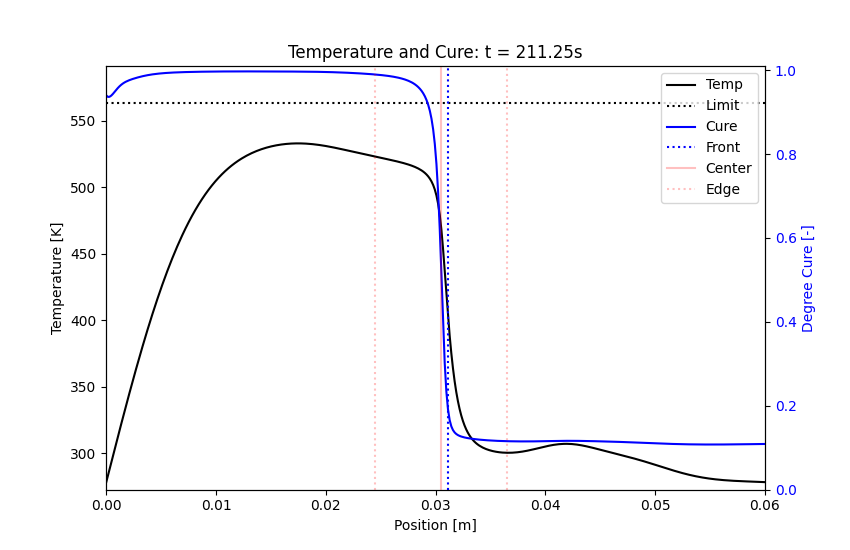 Temperature and Cure: t = 211.25s
Temp
Limit
Cure
Front
Center
Edge
Temperature [K]
550
500
450
400
350
300
Degree Cure [-]
1.0
0.8
0.6
0.4
0.2
0.0
0.00 0.01 0.02 0.03 0.04 0.05 0.06
Position [m]